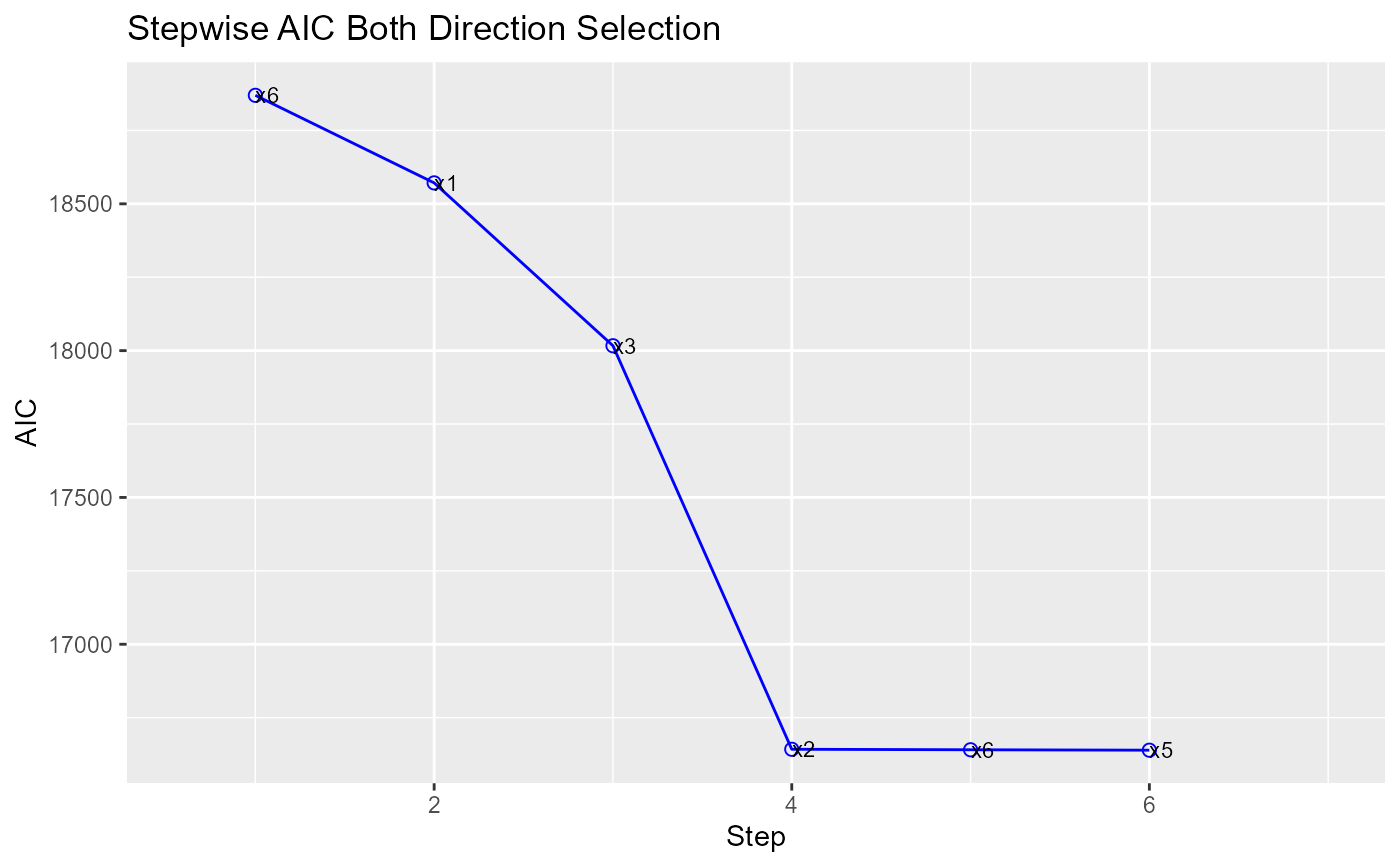 Stepwise AIC Both Direction Selection
x6
x1
18500
x3
18000
AIC
17500
17000
x2
x6
x5
2
4
6
Step